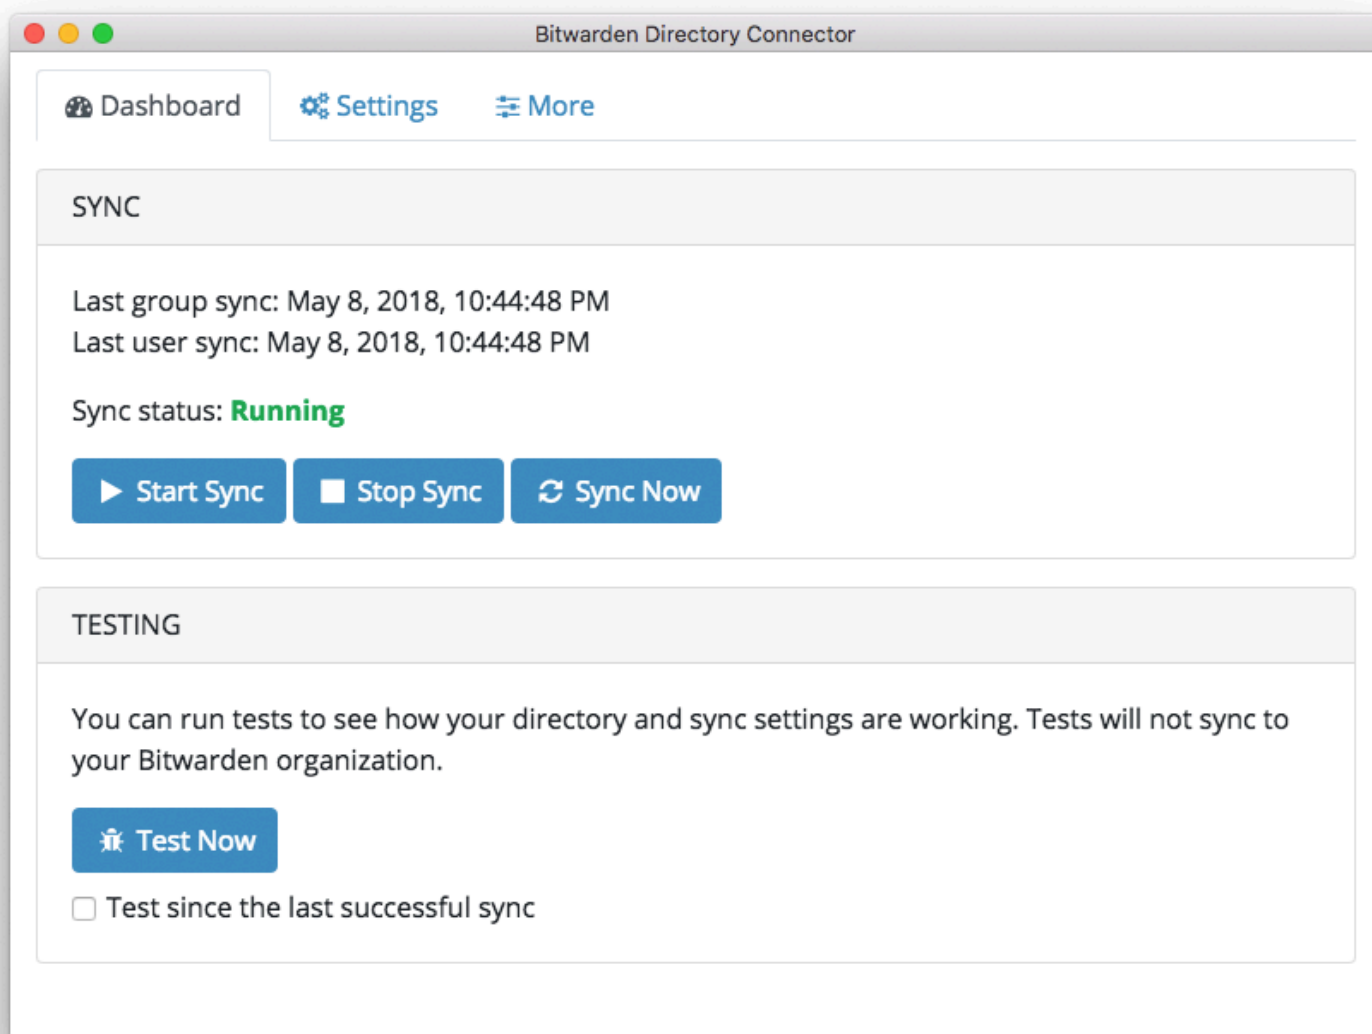 Bitwarden Directory Connector
Dashboard
Settings
More
SYNC
Last group sync: May 8, 2018, 10:44:48 PM
Last user sync: May 8, 2018, 10:44:48 PM
Sync status: Running
Start Sync
Stop Sync
Sync Now
TESTING
You can run tests to see how your directory and sync settings are working. Tests will not sync to
your Bitwarden organization.
Test Now
Test since the last successful sync